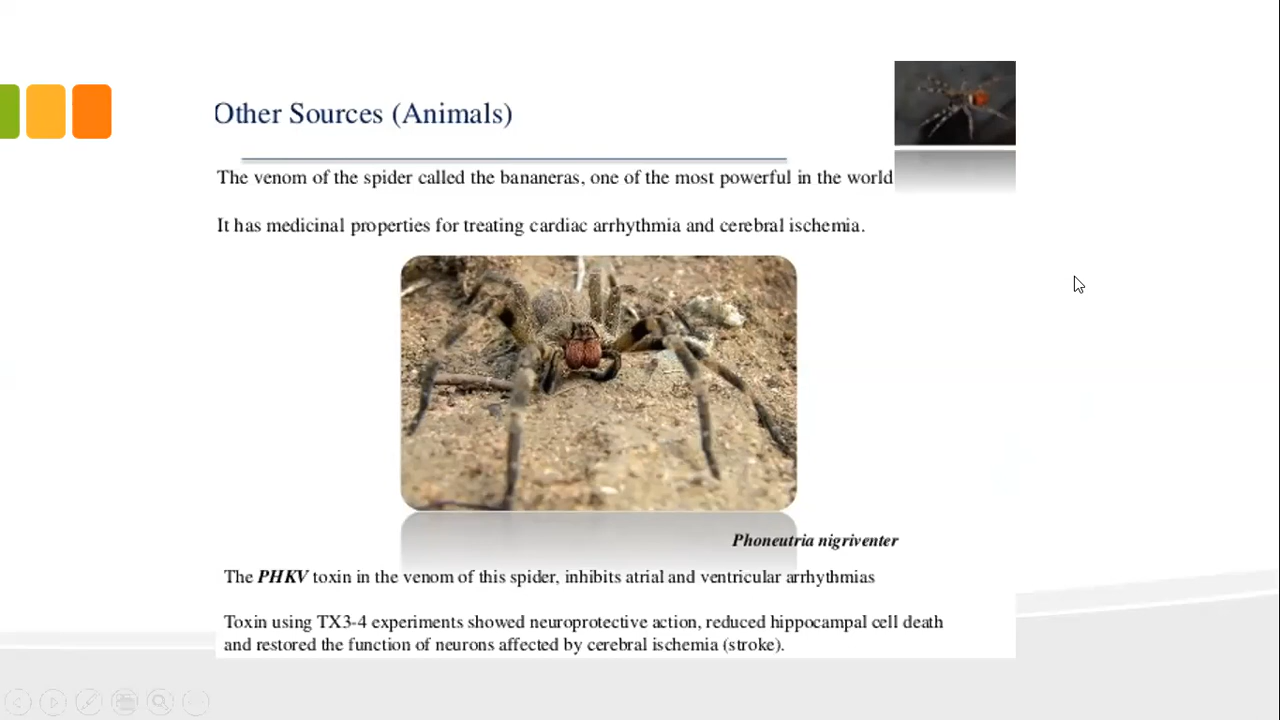 Other Sources (Animals)
The venom of the spider called the bananeras, one of the most powerful in the world
It has medicinal properties for treating cardiac arrhythmia and cerebral ischemia.
Phoneutria nigriventer
The PHKV toxin in the venom of this spider, inhibits atrial and ventricular arrhythmias
Toxin using TX3-4 experiments showed neuroprotective action, reduced hippocampal cell death
and restored the function of neurons affected by cerebral ischemia (stroke).